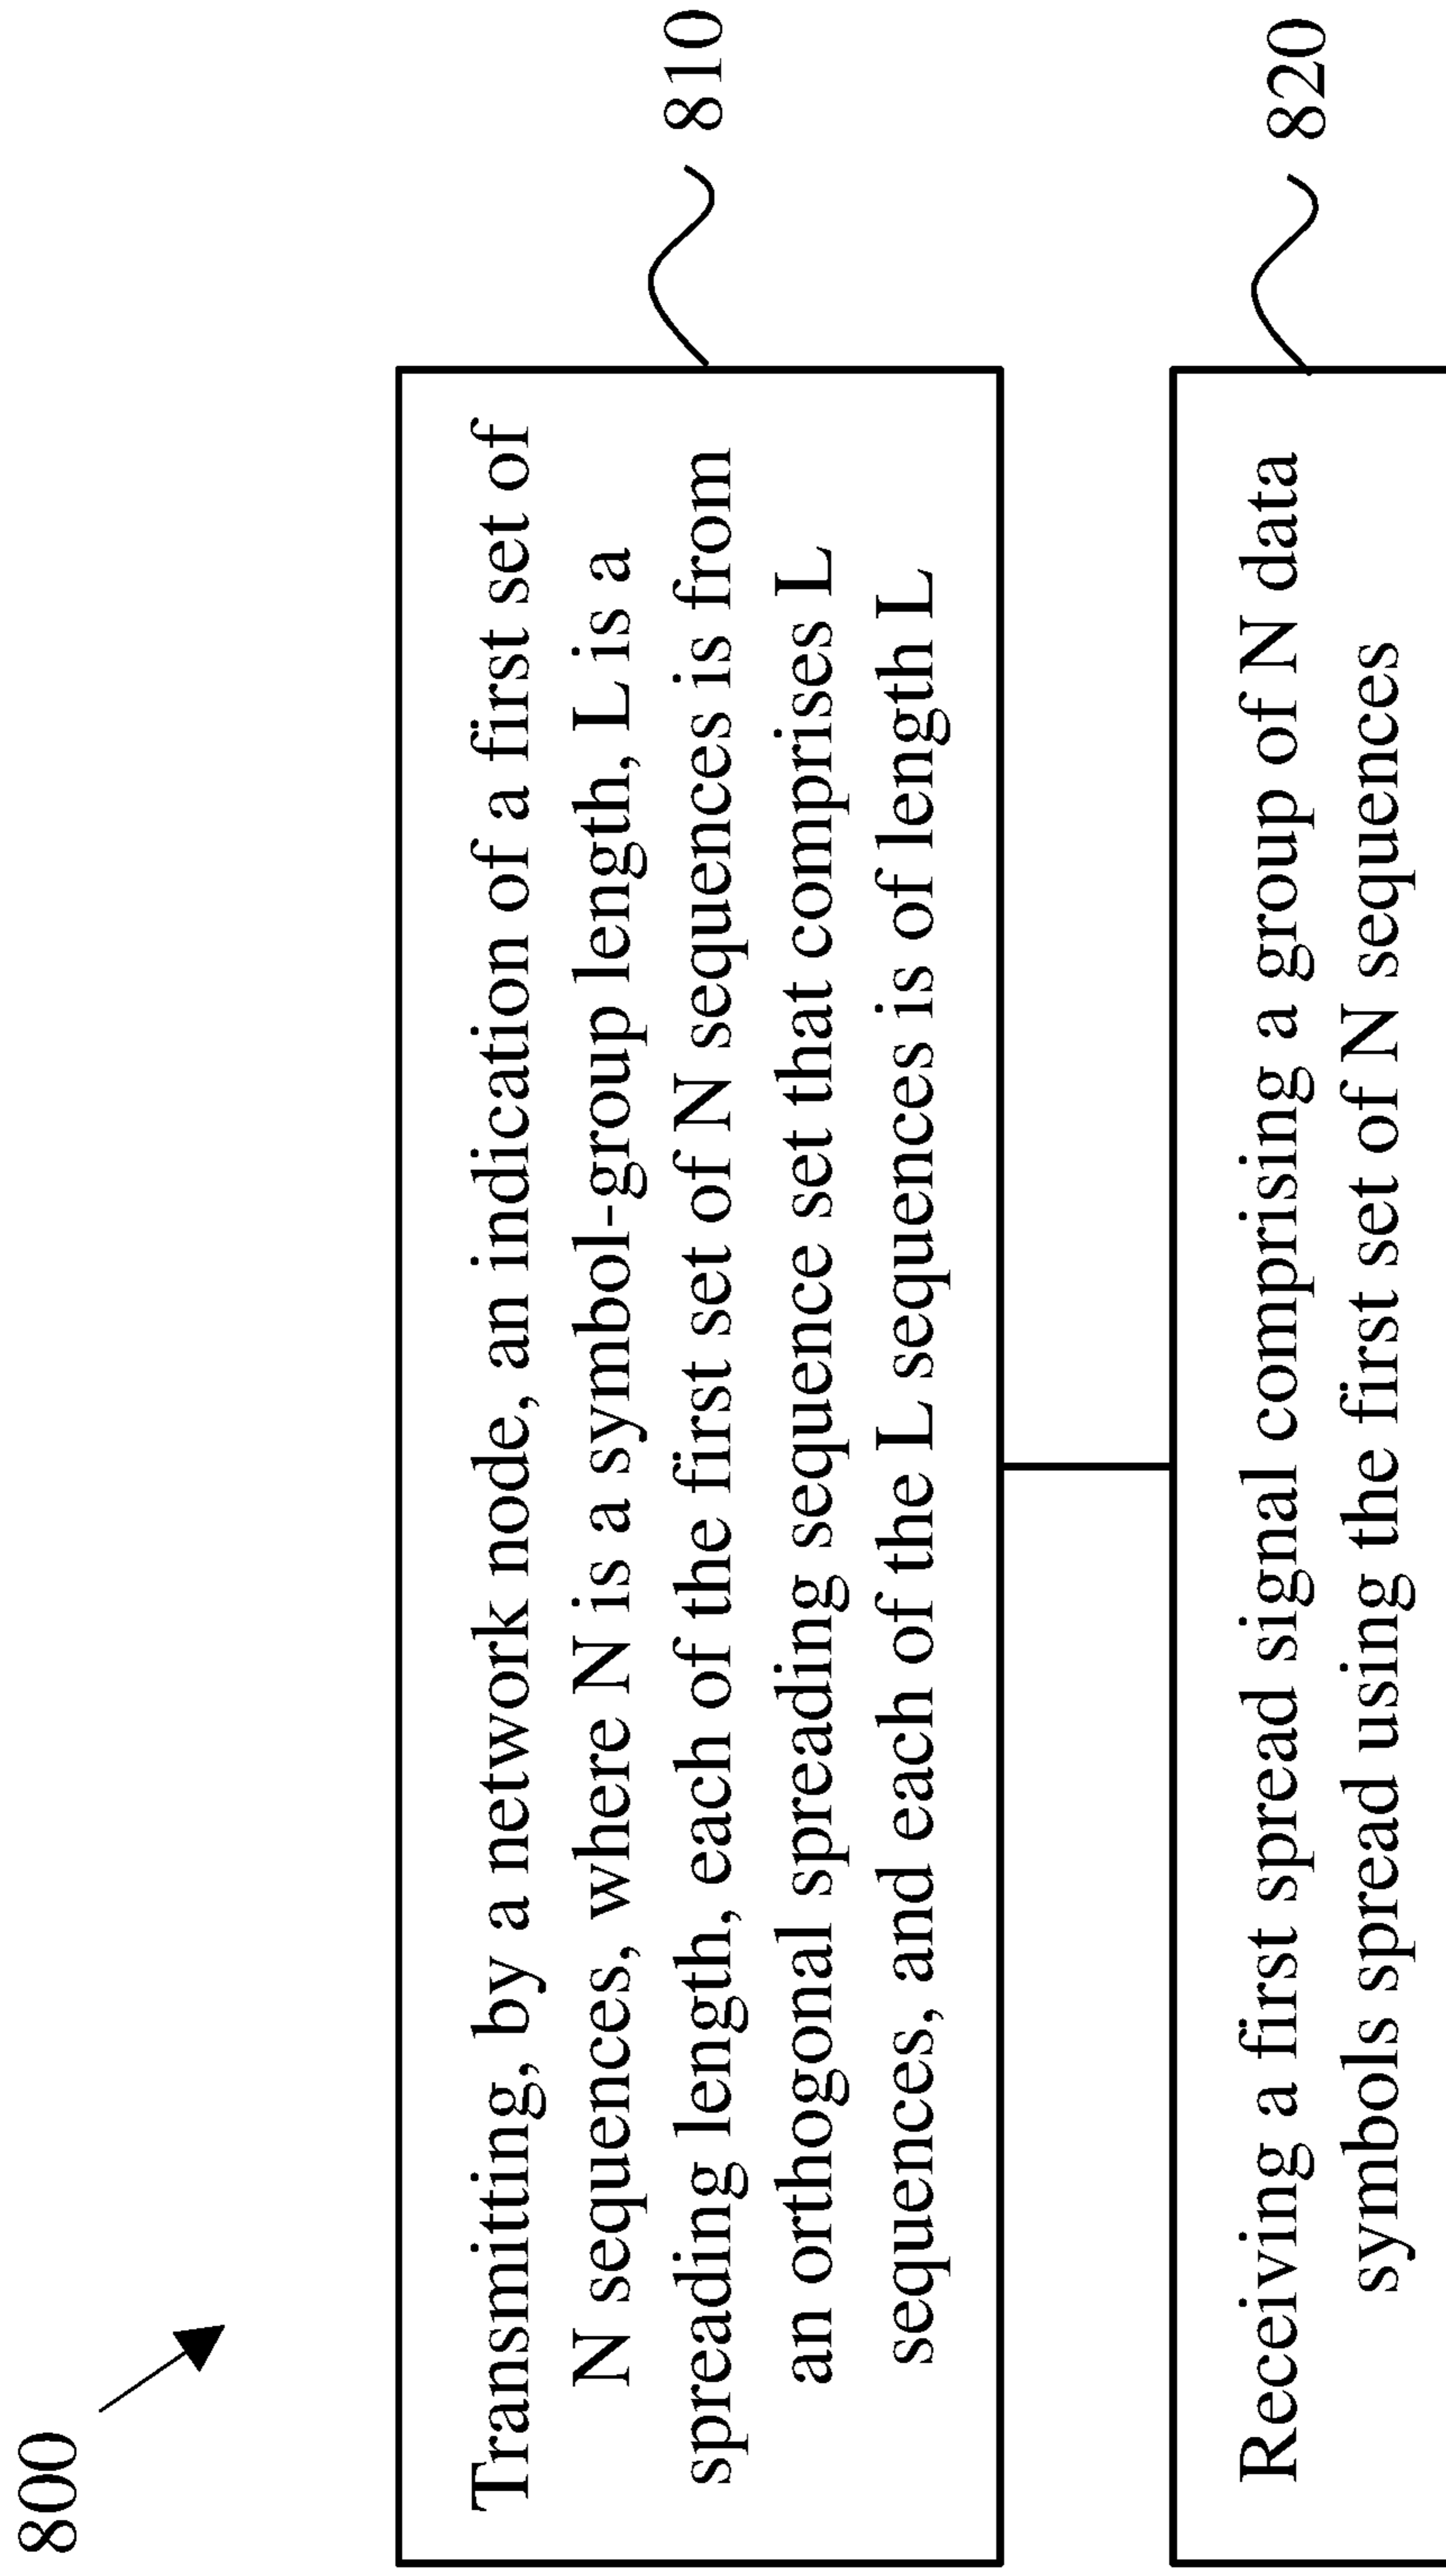 800
Transmitting, by a network node, an indication of a first set of
N sequences, where N is a symbol-group length, L is a
spreading length, each of the first set of N sequences is from
an orthogonal spreading sequence set that comprises L
sequences, and each of the L sequences is of length L
810
Receiving a first spread signal comprising a group of N data
symbols spread using the first set of N sequences
820